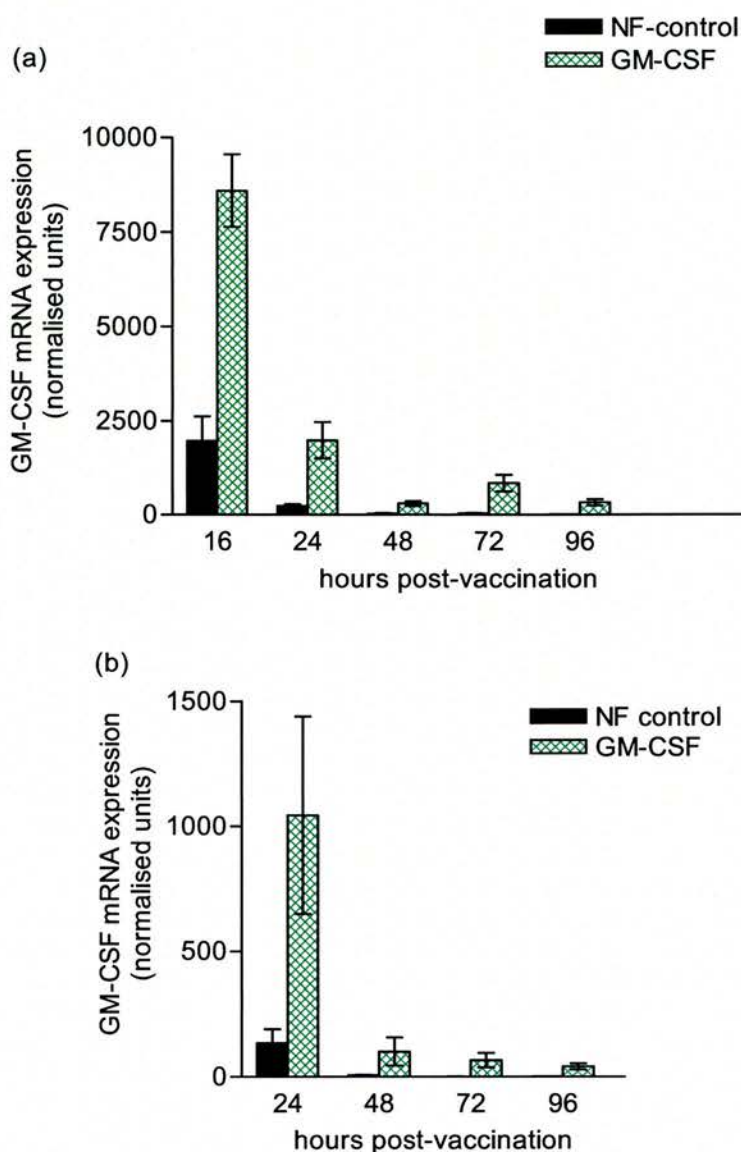 NF-control
GM-CSF
(a)
10000
7500
5000
2500
0
GM-CSF mRNA expression
(normalised units)
16 24 48 72 96
hours post-vaccination
(b)
NF control
GM-CSF
1500
1000
500
0
GM-CSF mRNA expression
(normalised units)
24 48 72 96
hours post-vaccination